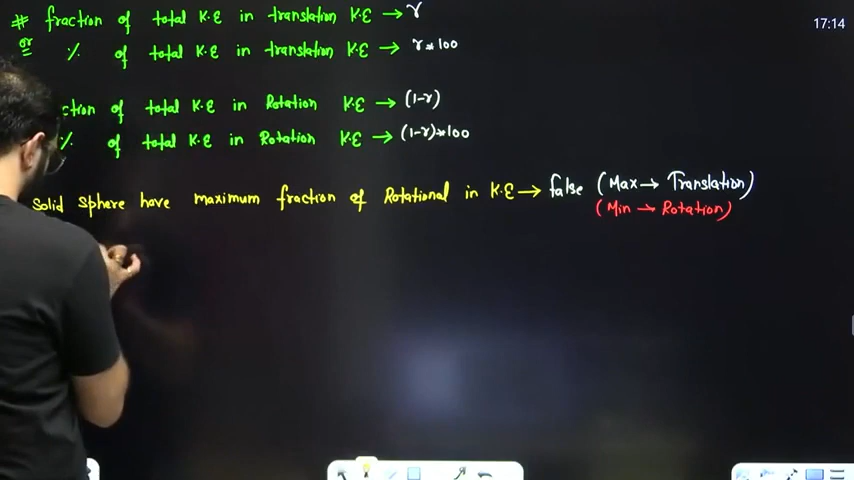 # fraction of total K.E in translation K.E → r
17:14
or % of total K.E in translation K.E → r*100
ction of total K.E in Rotation K.E → (1-r)
% of total K.E in Rotation K.E → (1-r)*100
Solid sphere have maximum fraction of Rotational in K.E → false (Max → Translation)
(Min → Rotation)